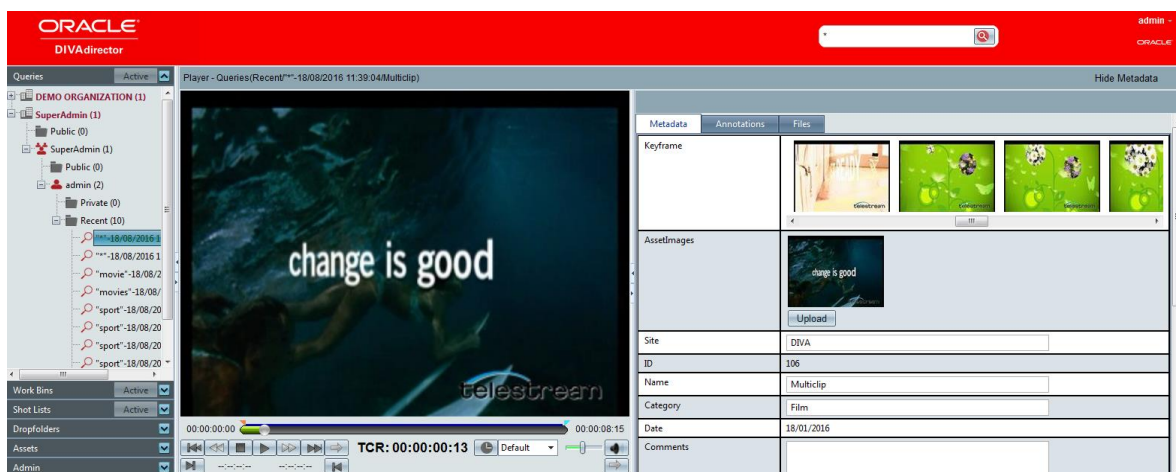 ORACLE
DIVAdirector
*
admin -
ORACLE
Queries
Active
Player - Queries(Recent/"*"-18/08/2016 11:39:04/Multiclip)
Hide Metadata
DEMO ORGANIZATION (1)
SuperAdmin (1)
Public (0)
SuperAdmin (1)
Public (0)
admin (2)
Private (0)
Recent (10)
"*"-18/08/2016 1
"*"-18/08/2016 1
"movie"-18/08/2
"movies"-18/08/
"sport"-18/08/20
"sport"-18/08/20
"sport"-18/08/20
"sport"-18/08/20
Work Bins
Active
Shot Lists
Active
Dropfolders
Assets
Admin
change is good
telestream
00:00:00:00
00:00:08:15
TCR: 00:00:00:13
Default
--:--:--:--
--:--:--:--
Metadata
Annotations
Files
Keyframe
telestream
telestream
telestream
AssetImages
change is good
telestream
Upload
Site
DIVA
ID
106
Name
Multiclip
Category
Film
Date
18/01/2016
Comments